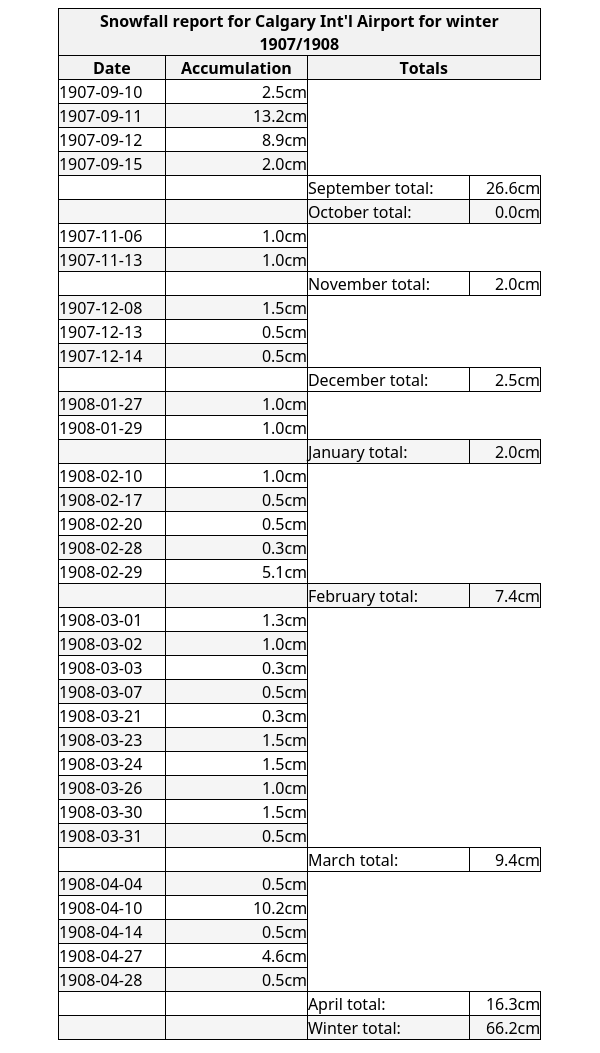 Snowfall report for Calgary Int'l Airport for winter
1907/1908
Date Accumulation Totals
1907-09-10 2.5cm
1907-09-11 13.2cm
1907-09-12 8.9cm
1907-09-15 2.0cm
September total: 26.6cm
October total: 0.0cm
1907-11-06 1.0cm
1907-11-13 1.0cm
November total: 2.0cm
1907-12-08 1.5cm
1907-12-13 0.5cm
1907-12-14 0.5cm
December total: 2.5cm
1908-01-27 1.0cm
1908-01-29 1.0cm
January total: 2.0cm
1908-02-10 1.0cm
1908-02-17 0.5cm
1908-02-20 0.5cm
1908-02-28 0.3cm
1908-02-29 5.1cm
February total: 7.4cm
1908-03-01 1.3cm
1908-03-02 1.0cm
1908-03-03 0.3cm
1908-03-07 0.5cm
1908-03-21 0.3cm
1908-03-23 1.5cm
1908-03-24 1.5cm
1908-03-26 1.0cm
1908-03-30 1.5cm
1908-03-31 0.5cm
March total: 9.4cm
1908-04-04 0.5cm
1908-04-10 10.2cm
1908-04-14 0.5cm
1908-04-27 4.6cm
1908-04-28 0.5cm
April total: 16.3cm
Winter total: 66.2cm